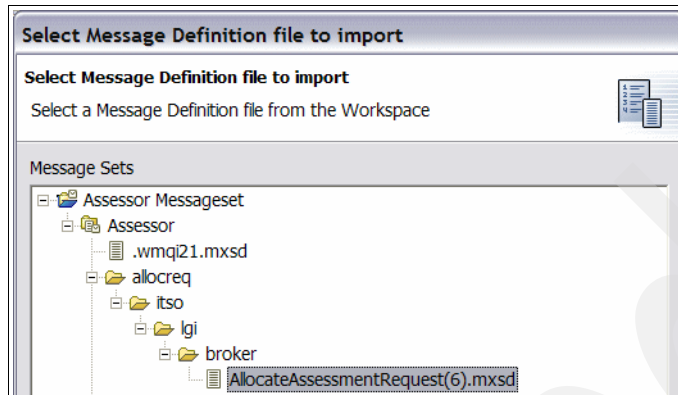 Select Message Definition file to import
Select Message Definition file to import
Select a Message Definition file from the Workspace
Message Sets
Assessor Messageset
Assessor
.wmqi21.mxsd
allocreq
itso
lgi
broker
AllocateAssessmentRequest(6).mxsd